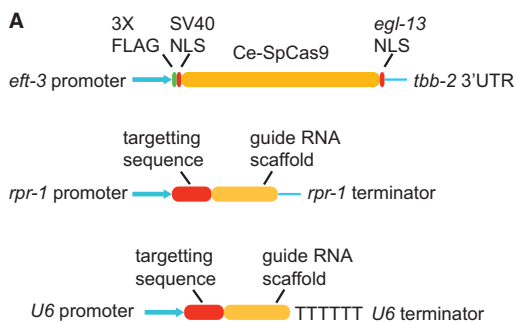 A
3X SV40 egl-13
FLAG NLS Ce-SpCas9 NLS
eft-3 promoter tbb-2 3'UTR
targetting guide RNA
sequence scaffold
rpr-1 promoter rpr-1 terminator
targetting guide RNA
sequence scaffold
U6 promoter TTTTTT U6 terminator